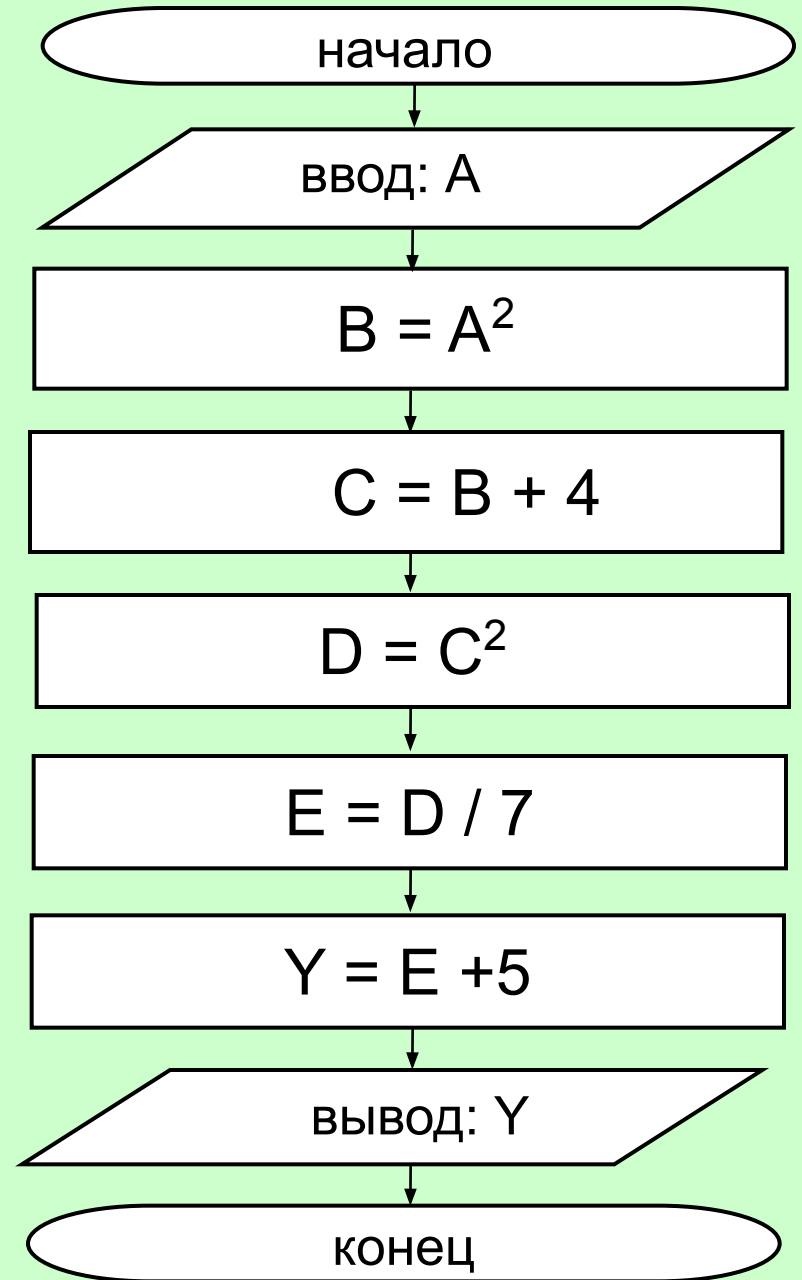 начало
ввод: A
B = A²
C = B + 4
D = C²
E = D / 7
Y = E +5
вывод: Y
конец